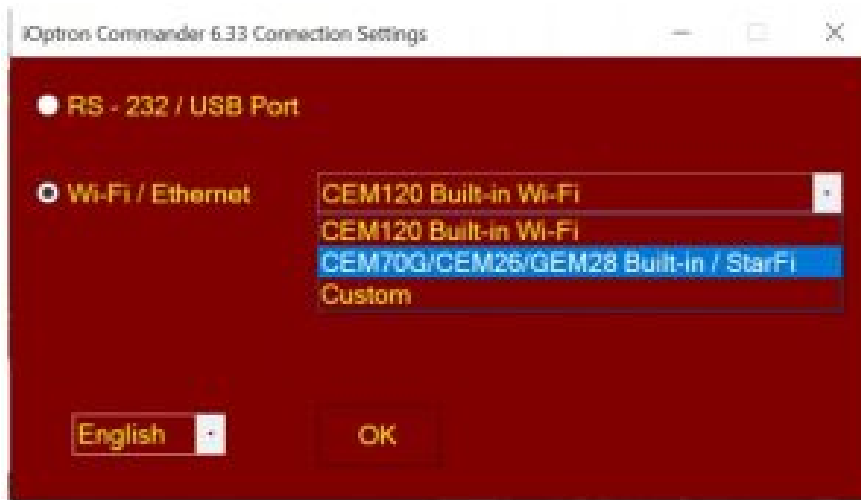 iOptron Commander 6.33 Connection Settings
RS - 232 / USB Port
Wi-Fi / Ethernet
CEM120 Built-in Wi-Fi
CEM120 Built-in Wi-Fi
CEM70G/CEM26/GEM28 Built-in / StarFi
Custom
English
OK